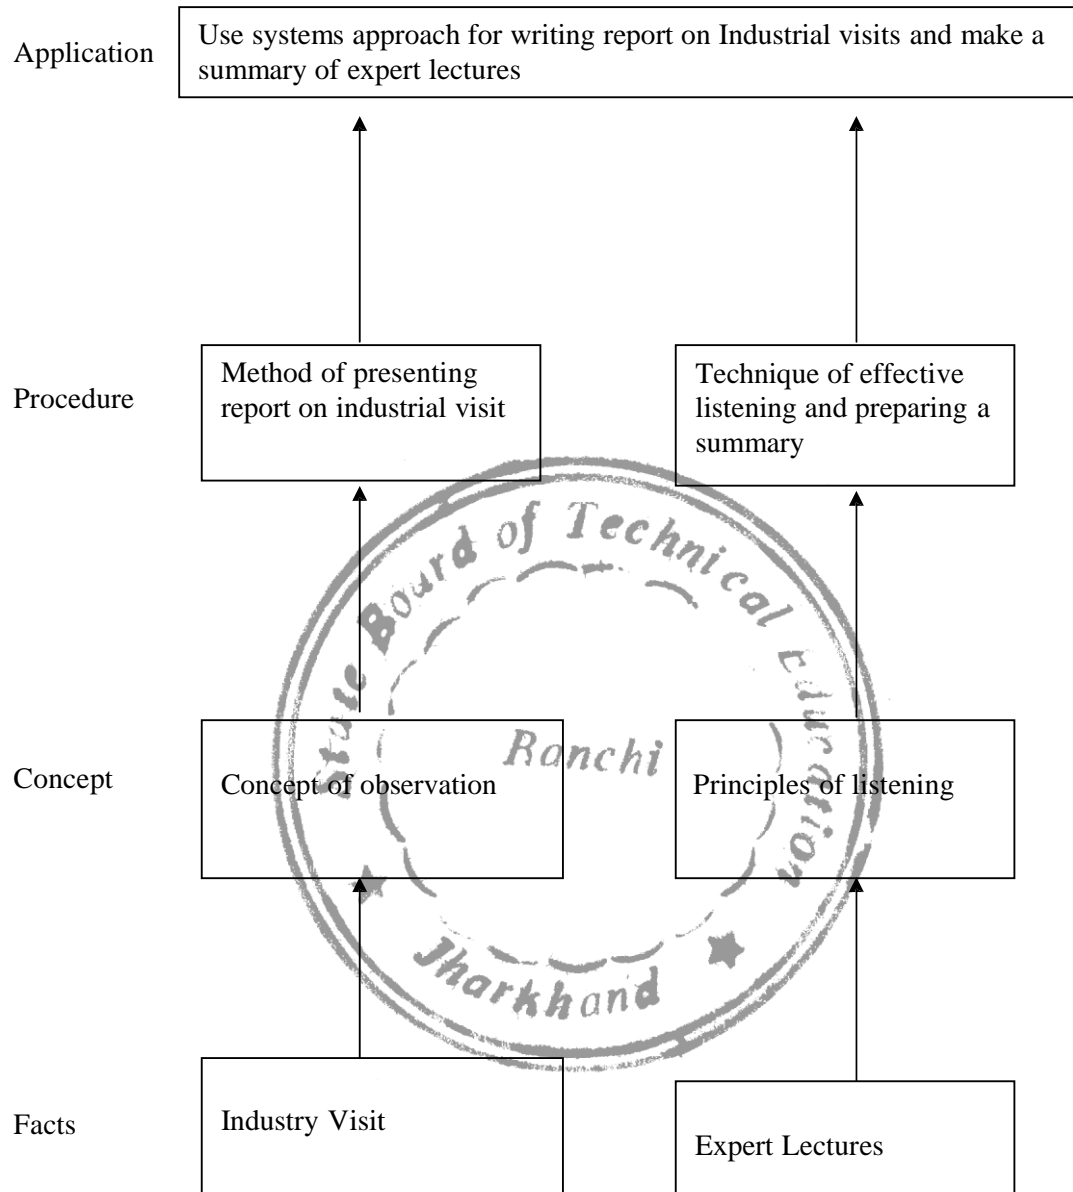 Application
Use systems approach for writing report on Industrial visits and make a
summary of expert lectures
Procedure
Method of presenting
report on industrial visit
Technique of effective
listening and preparing a
summary
State Board of Technical Education
Ranchi
Jharkhand
Concept
Concept of observation
Principles of listening
Facts
Industry Visit
Expert Lectures